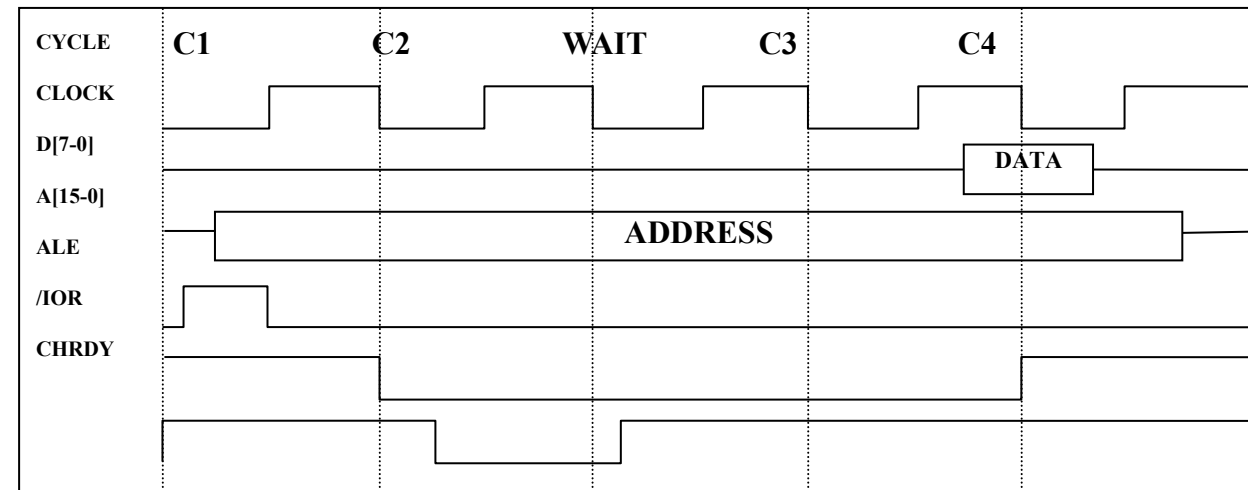 CYCLE C1 C2 WAIT C3 C4
CLOCK
D[7-0] DATA
A[15-0]
ADDRESS
ALE
/IOR
CHRDY